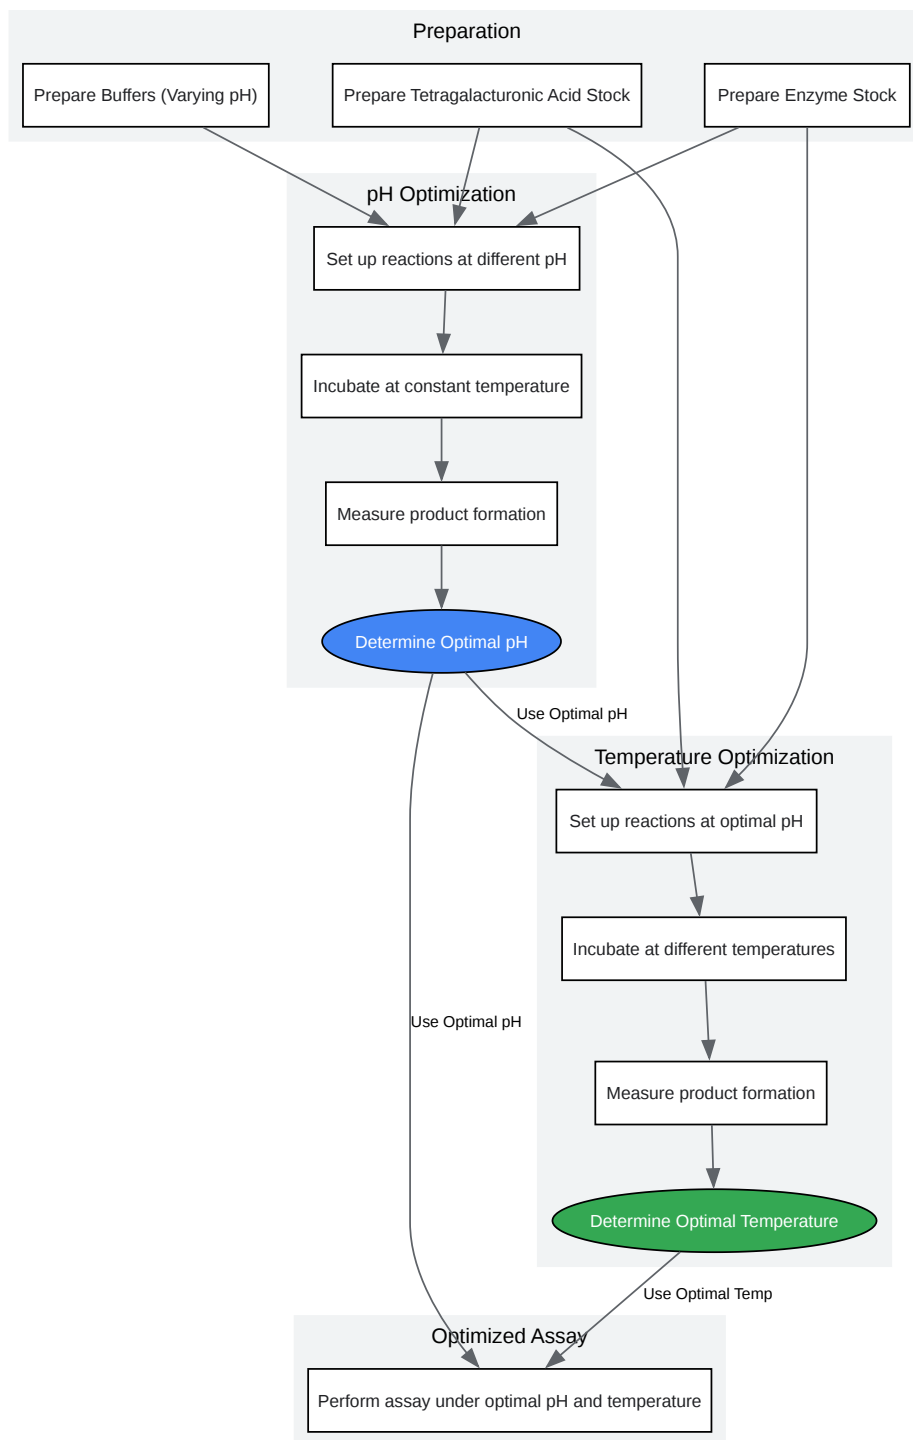 Preparation
Prepare Buffers (Varying pH)
Prepare Tetragalacturonic Acid Stock
Prepare Enzyme Stock
pH Optimization
Set up reactions at different pH
Incubate at constant temperature
Measure product formation
Determine Optimal pH
Use Optimal pH
Temperature Optimization
Set up reactions at optimal pH
Incubate at different temperatures
Use Optimal pH
Measure product formation
Determine Optimal Temperature
Use Optimal Temp
Optimized Assay
Perform assay under optimal pH and temperature